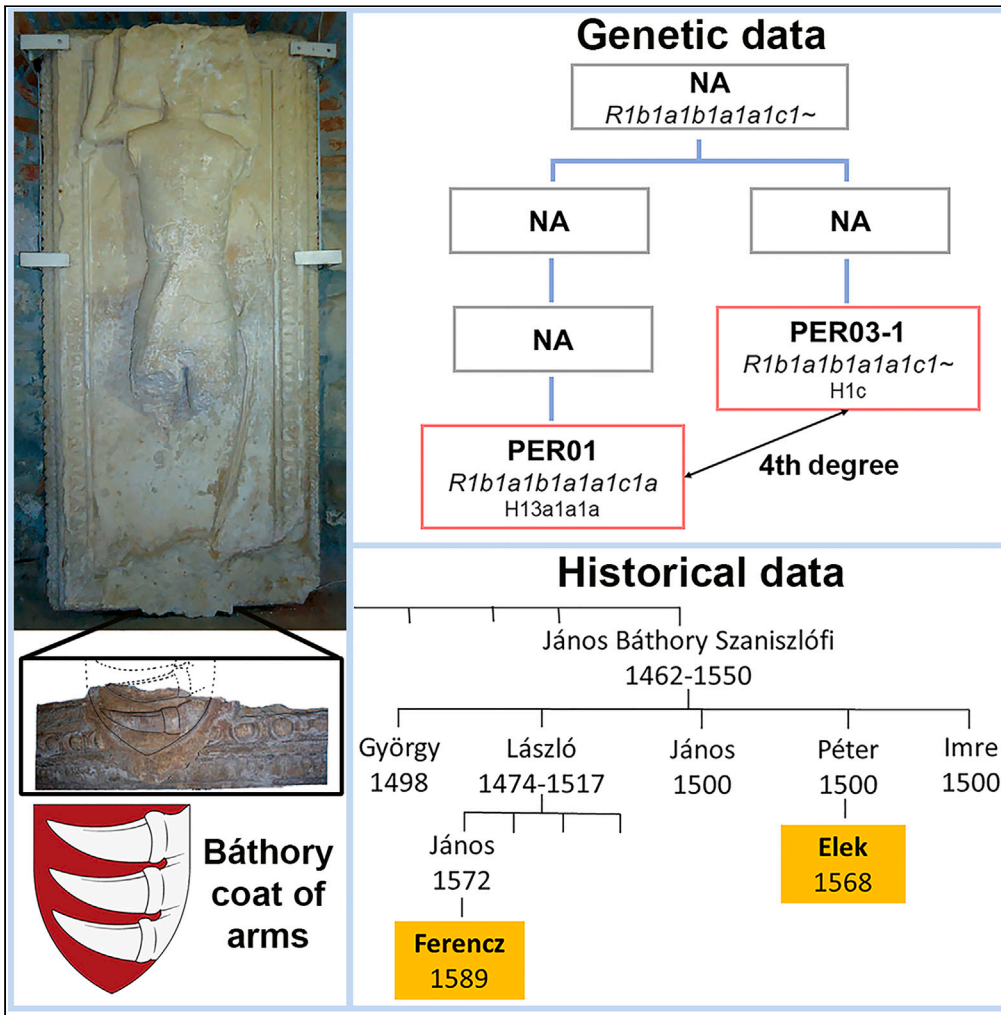 Genetic data
NA
R1b1a1b1a1a1c1~
NA
NA
NA
PER03-1
R1b1a1b1a1a1c1~
H1c
PER01
R1b1a1b1a1a1c1a
H13a1a1a
4th degree
Historical data
János Báthory Szaniszlófi
1462-1550
György
1498
László
1474-1517
János
1500
Péter
1500
Imre
1500
János
1572
Elek
1568
Ferencz
1589
Báthory
coat of
arms